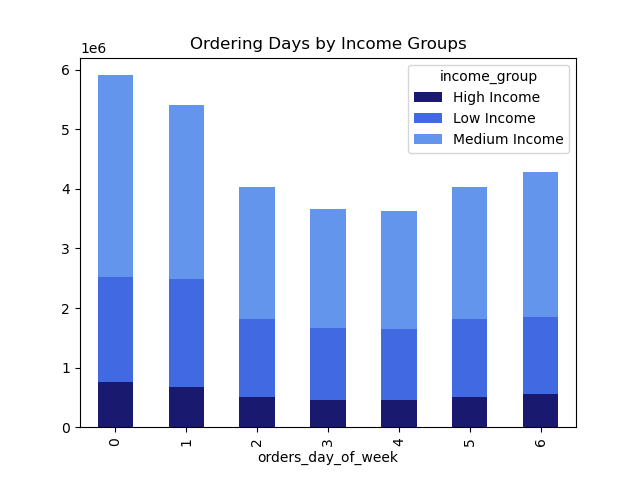 Ordering Days by Income Groups
1e6
income_group
High Income
Low Income
Medium Income
6
5
4
3
2
1
0
0 1 2 3 4 5 6
orders_day_of_week